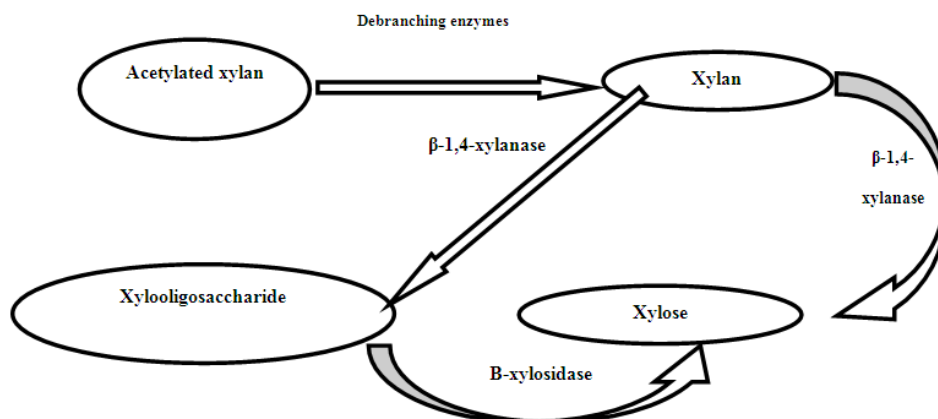 Debranching enzymes
Acetylated xylan
Xylan
β-1,4-xylanase
β-1,4-
xylanase
Xylooligosaccharide
Xylose
B-xylosidase